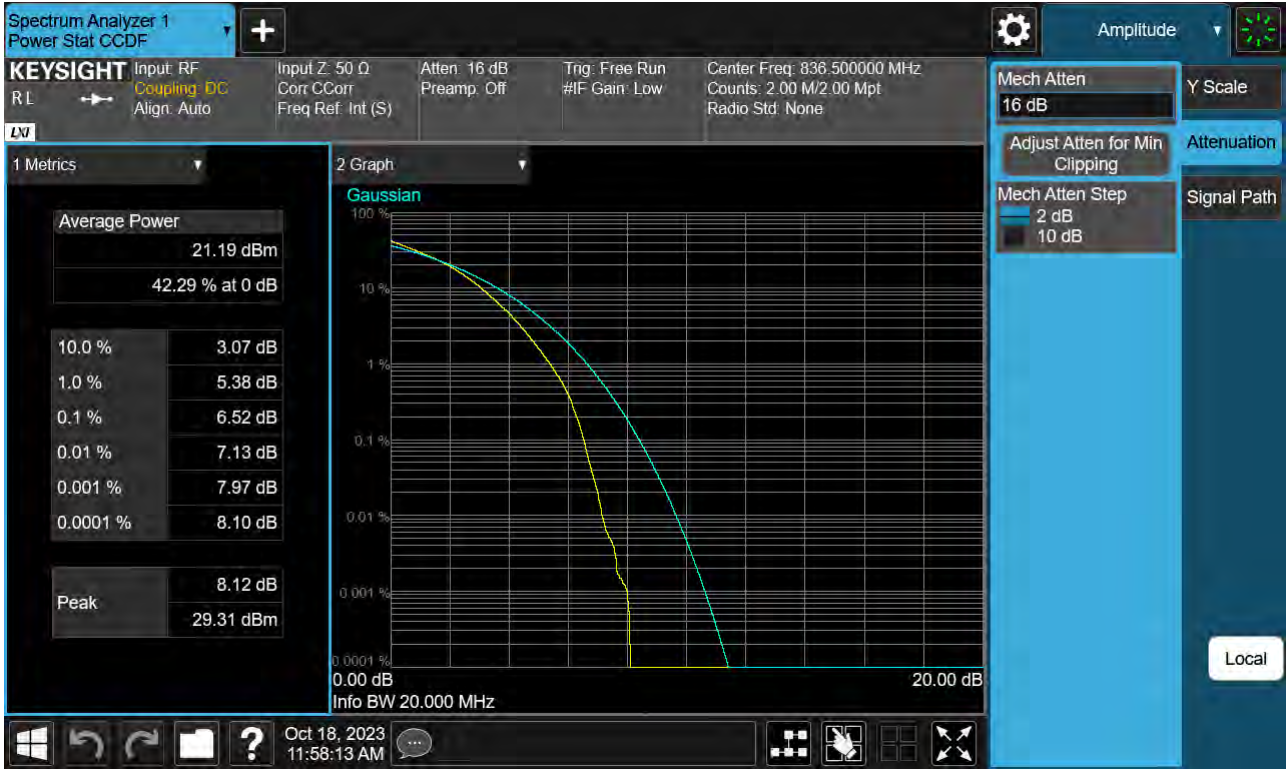 Spectrum Analyzer 1
Power Stat CCDF
Amplitude
KEYSIGHT
R L
LXI
Input: RF
Coupling: DC
Align: Auto
Input Z: 50 Ω
Corr CCorr
Freq Ref: Int (S)
Atten: 16 dB
Preamp: Off
Trig: Free Run
#IF Gain: Low
Center Freq: 836.500000 MHz
Counts: 2.00 M/2.00 Mpt
Radio Std: None
Mech Atten
16 dB
Adjust Atten for Min
Clipping
Mech Atten Step
2 dB
10 dB
Y Scale
Attenuation
Signal Path
1 Metrics
Average Power
21.19 dBm
42.29 % at 0 dB
10.0 % 3.07 dB
1.0 % 5.38 dB
0.1 % 6.52 dB
0.01 % 7.13 dB
0.001 % 7.97 dB
0.0001 % 8.10 dB
Peak
8.12 dB
29.31 dBm
2 Graph
Gaussian
100 %
10 %
1 %
0.1 %
0.01 %
0.001 %
0.0001 %
0.00 dB 20.00 dB
Info BW 20.000 MHz
Local
?
Oct 18, 2023
11:58:13 AM